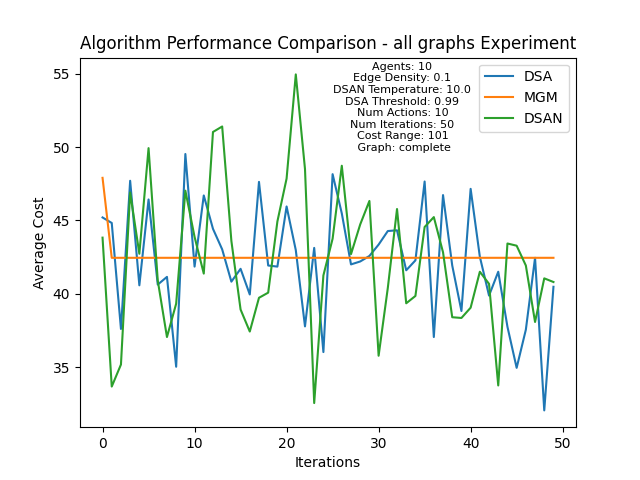 Algorithm Performance Comparison - all graphs Experiment
Agents: 10
Edge Density: 0.1
DSAN Temperature: 10.0
DSA Threshold: 0.99
Num Actions: 10
Num Iterations: 50
Cost Range: 101
Graph: complete
DSA
MGM
DSAN
Average Cost
55
50
45
40
35
0 10 20 30 40 50
Iterations